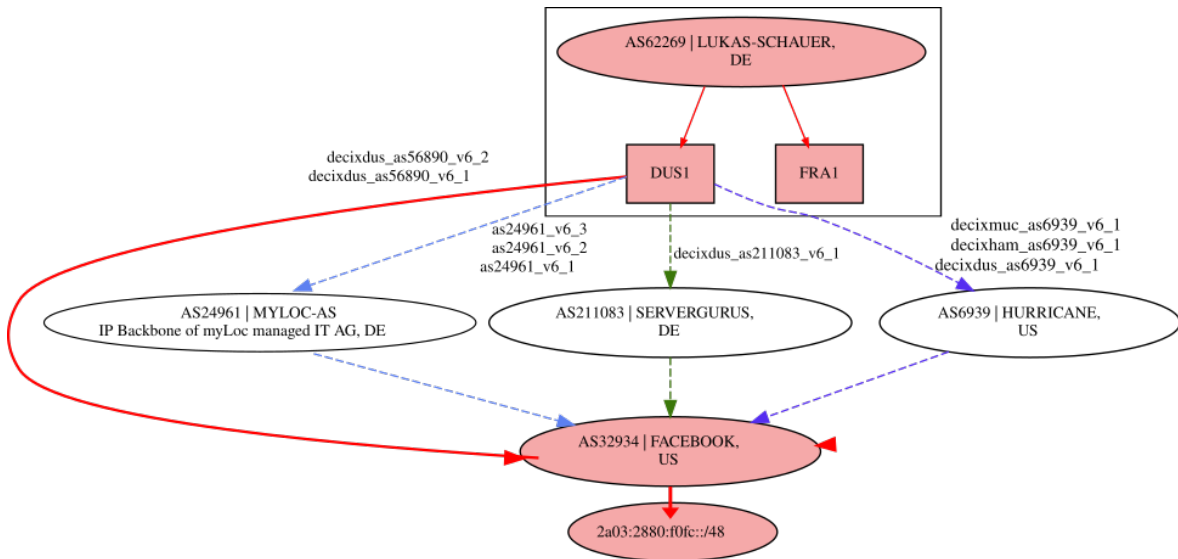 AS62269 | LUKAS-SCHAUER,
DE
DUS1
FRA1
decixdus_as56890_v6_2
decixdus_as56890_v6_1
as24961_v6_3
as24961_v6_2
as24961_v6_1
decixdus_as211083_v6_1
decixmuc_as6939_v6_1
decixham_as6939_v6_1
decixdus_as6939_v6_1
AS24961 | MYLOC-AS
IP Backbone of myLoc managed IT AG, DE
AS211083 | SERVERGURUS,
DE
AS6939 | HURRICANE,
US
AS32934 | FACEBOOK,
US
2a03:2880:f0fc::/48